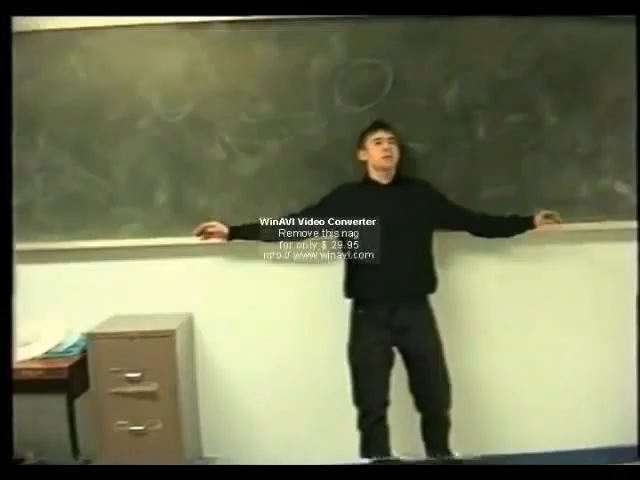 WinAVI Video Converter
Remove this nag
for only $ 29.95
http://www.winavi.com